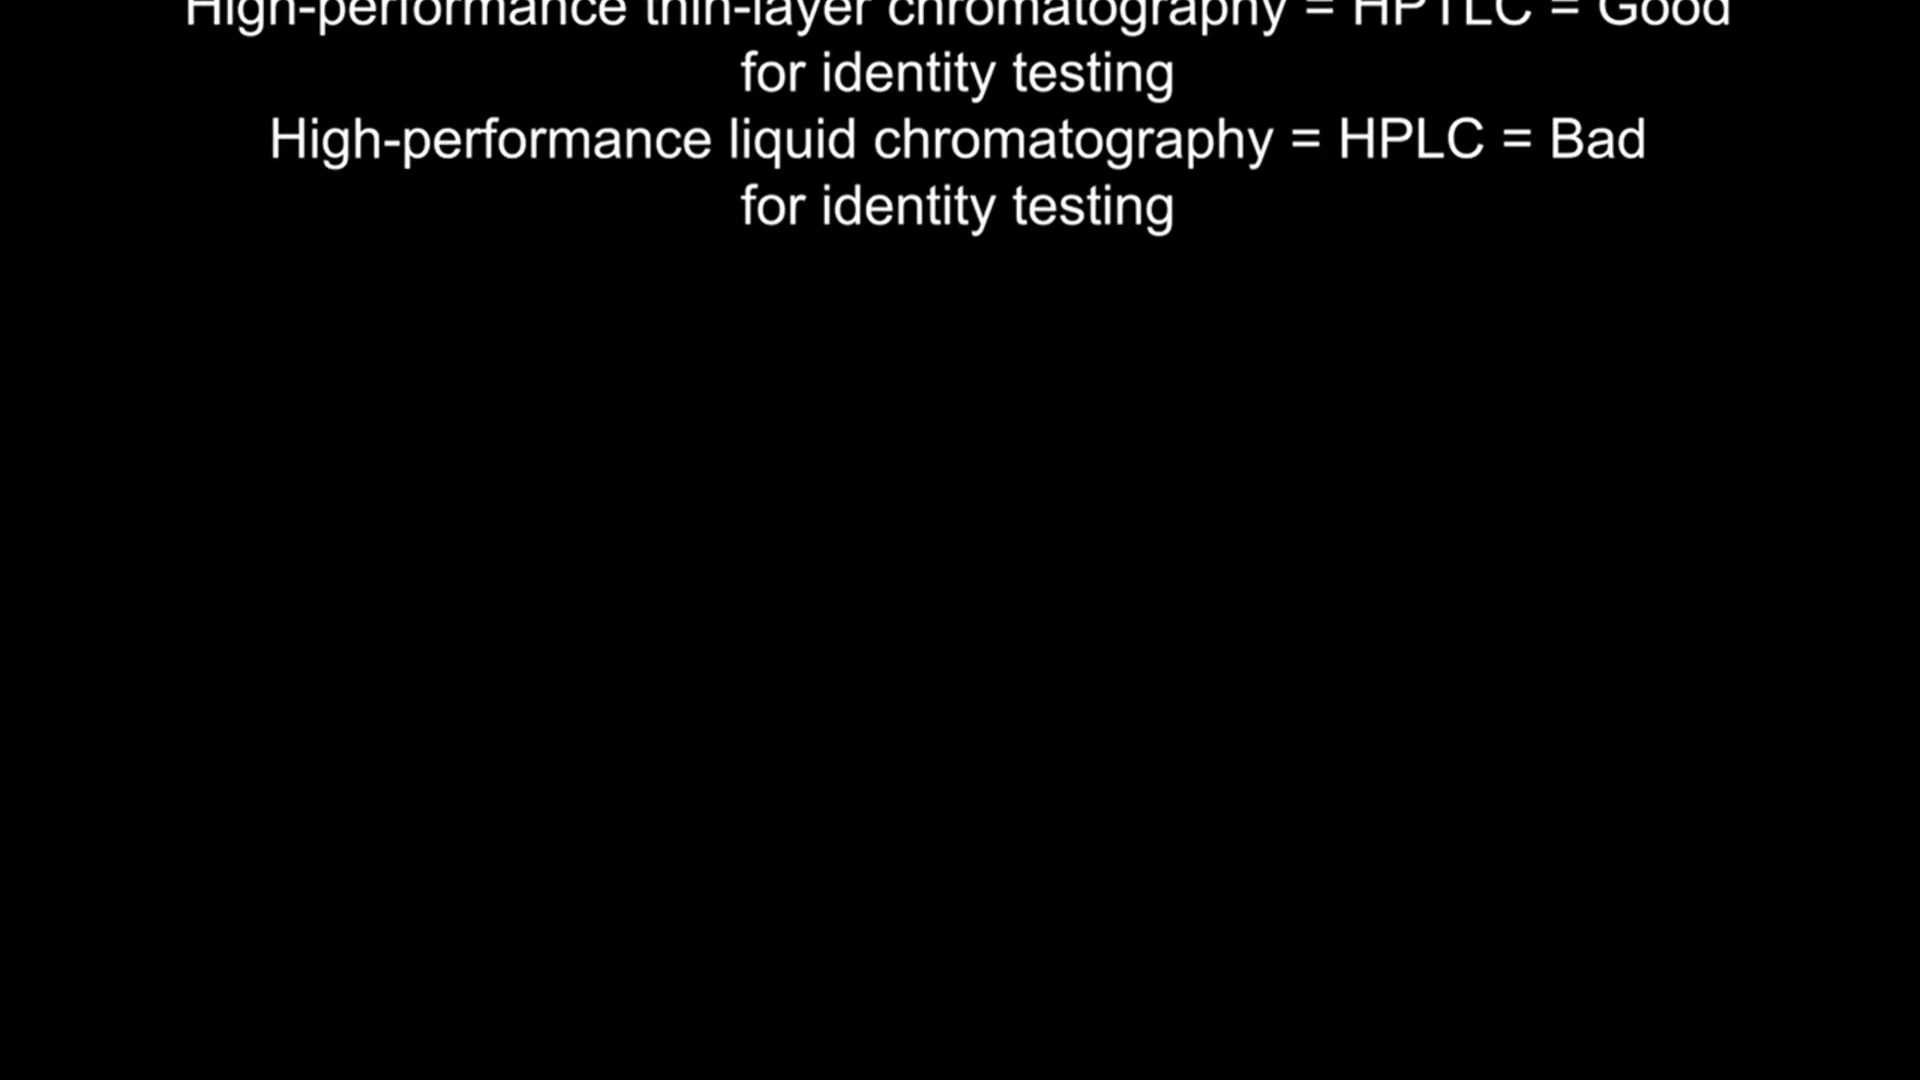 High-performance thin-layer chromatography = HPTLC = Good
for identity testing
High-performance liquid chromatography = HPLC = Bad
for identity testing